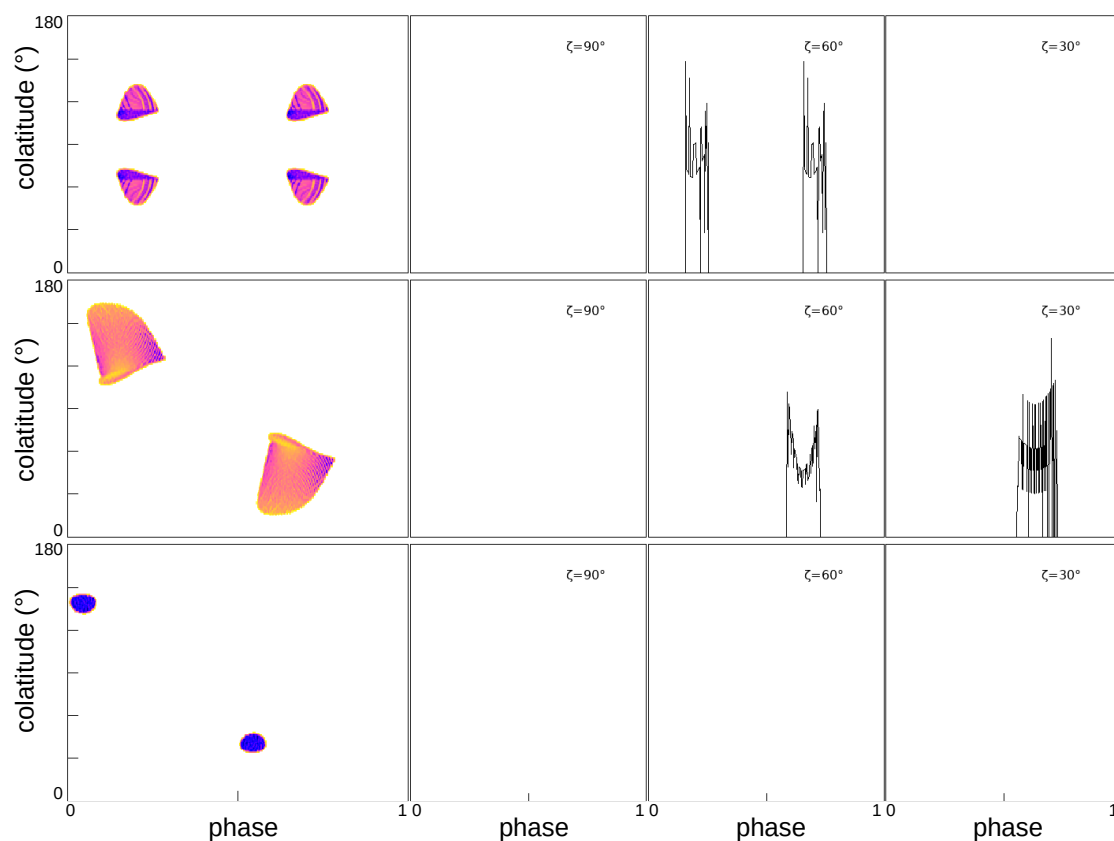 180
colatitude (°)
0
ζ=90°
ζ=60°
ζ=30°
180
colatitude (°)
0
ζ=90°
ζ=60°
ζ=30°
180
colatitude (°)
0
ζ=90°
ζ=60°
ζ=30°
0 1 0 1 0 1 0 1
phase phase phase phase